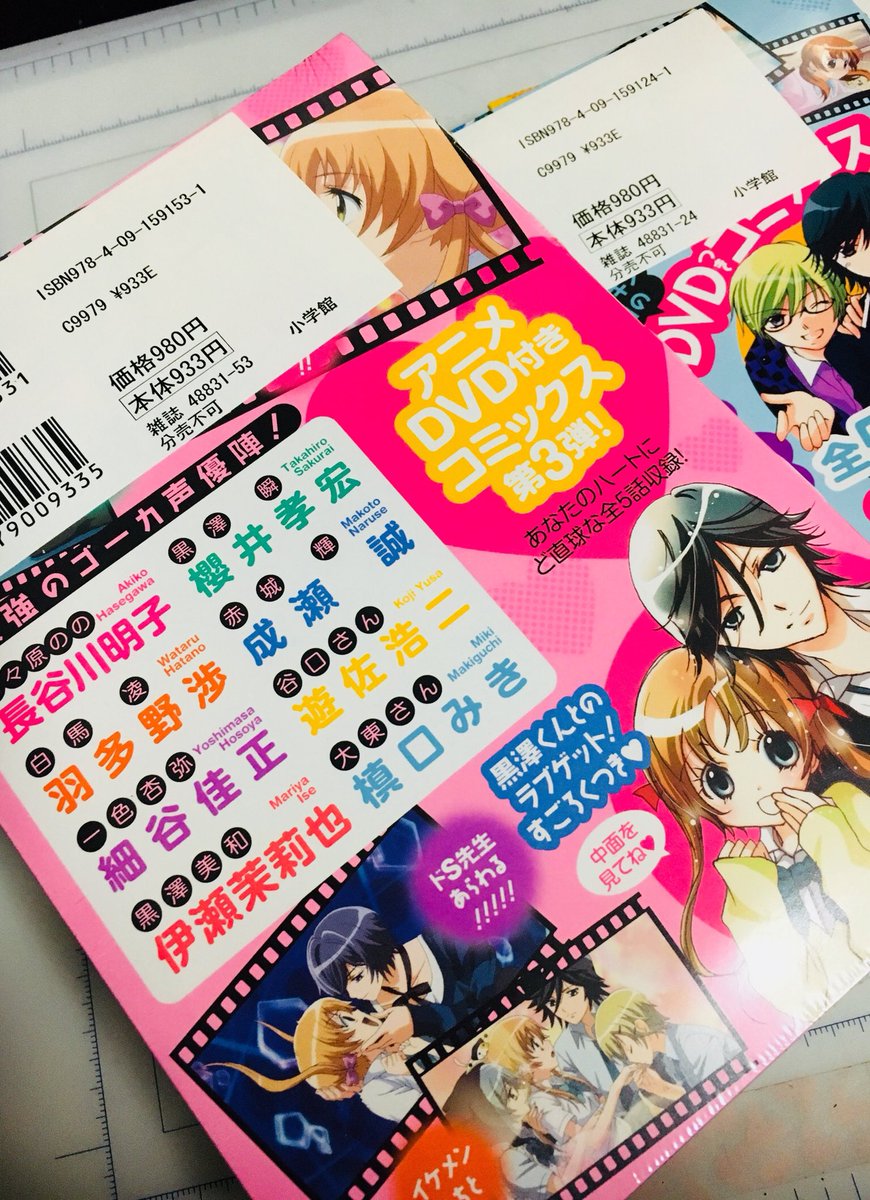 ISBN978-4-09-159153-1
C9979 ¥933E
価格980円
本体933円
雑誌 48831-53
分売不可
小学館
331
9009335
ISBN978-4-09-159124-1
C9979 ¥933E
価格980円
本体933円
雑誌 48831-24
分売不可
小学館
DVDつき
強のゴーカ声優陣!
々原のの
Akiko Hasegawa
長谷川明子
黒澤瞬
Takahiro Sakurai
櫻井孝宏
白馬凌
Wataru Hatano
羽多野渉
赤城輝
Makoto Naruse
成瀬誠
一色杏弥
Yoshimasa Hosoya
細谷佳正
谷口さん
Koji Yusa
遊佐浩二
黒澤美和
Mariya Ise
伊瀬茉莉也
大東さん
Miki Makiguchi
槙口みき
アニメ
DVD付き
コミックス
第3弾!
あなたのハートに
ど直球な全5話収録!
黒澤くんとの
ラブゲット!
すごろくつき♥
中面を
見てね♥
ドS先生
あらわる
!!!!!
イケメン